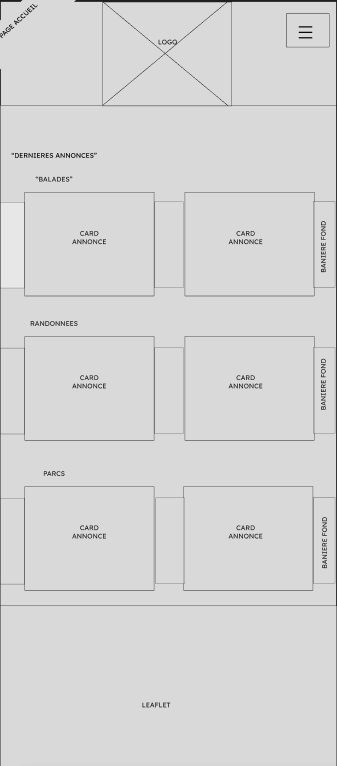 PAGE ACCUEIL
LOGO
"DERNIERES ANNONCES"
"BALADES"
CARD
ANNONCE
CARD
ANNONCE
BANIERE FOND
RANDONNEES
CARD
ANNONCE
CARD
ANNONCE
BANIERE FOND
PARCS
CARD
ANNONCE
CARD
ANNONCE
BANIERE FOND
LEAFLET